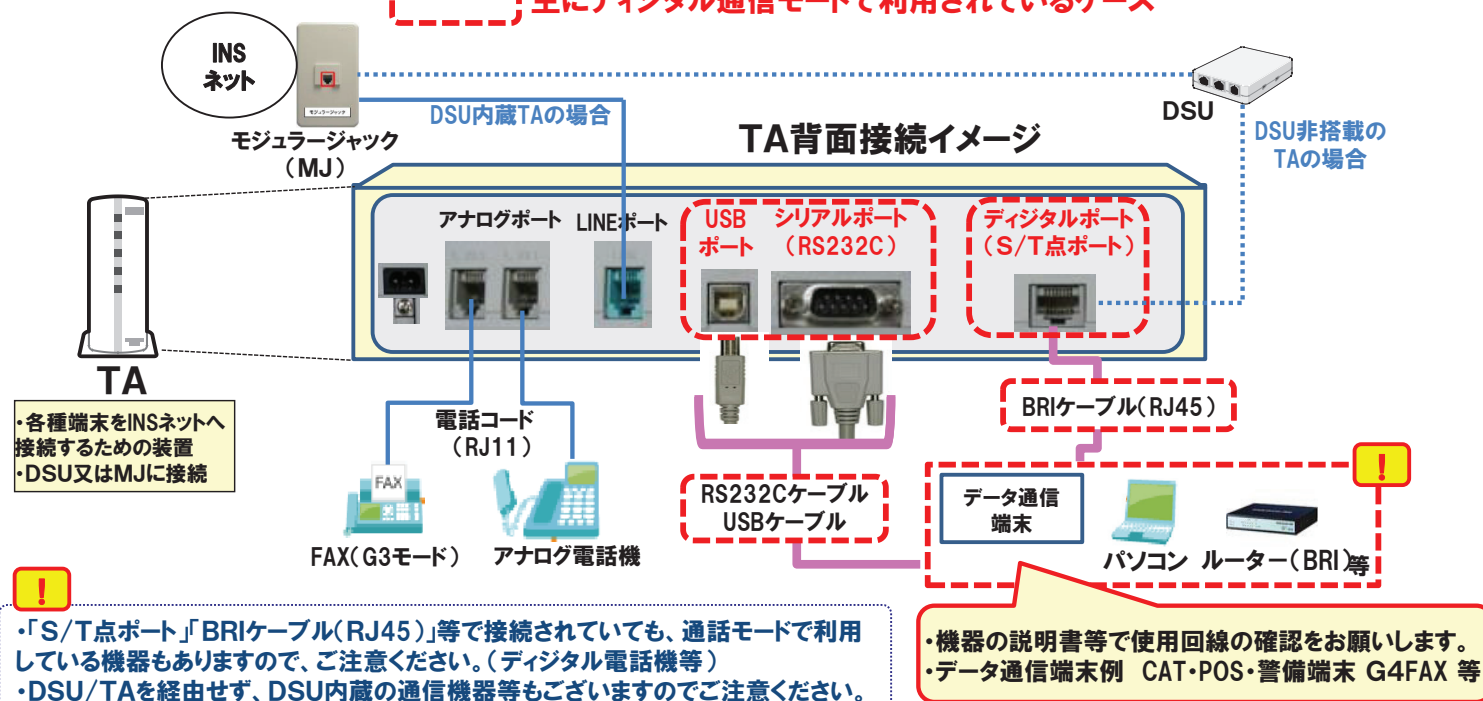 主にディジタル通信モードで利用されているケース
INS
ネット
モジュラージャック
モジュラージャック
（MJ）
DSU内蔵TAの場合
DSU
DSU非搭載の
TAの場合
TA背面接続イメージ
アナログポート
LINEポート
USB
ポート
シリアルポート
（RS232C）
ディジタルポート
（S/T点ポート）
TA
・各種端末をINSネットへ
接続するための装置
・DSU又はMJに接続
電話コード
（RJ11）
FAX
FAX（G3モード）
アナログ電話機
RS232Cケーブル
USBケーブル
BRIケーブル（RJ45）
!
データ通信
端末
パソコン
ルーター（BRI）等
!
・「S/T点ポート」「BRIケーブル（RJ45）」等で接続されていても、通話モードで利用
している機器もありますので、ご注意ください。（ディジタル電話機等）
・DSU/TAを経由せず、DSU内蔵の通信機器等もございますのでご注意ください。
・機器の説明書等で使用回線の確認をお願いします。
・データ通信端末例　CAT・POS・警備端末 G4FAX 等